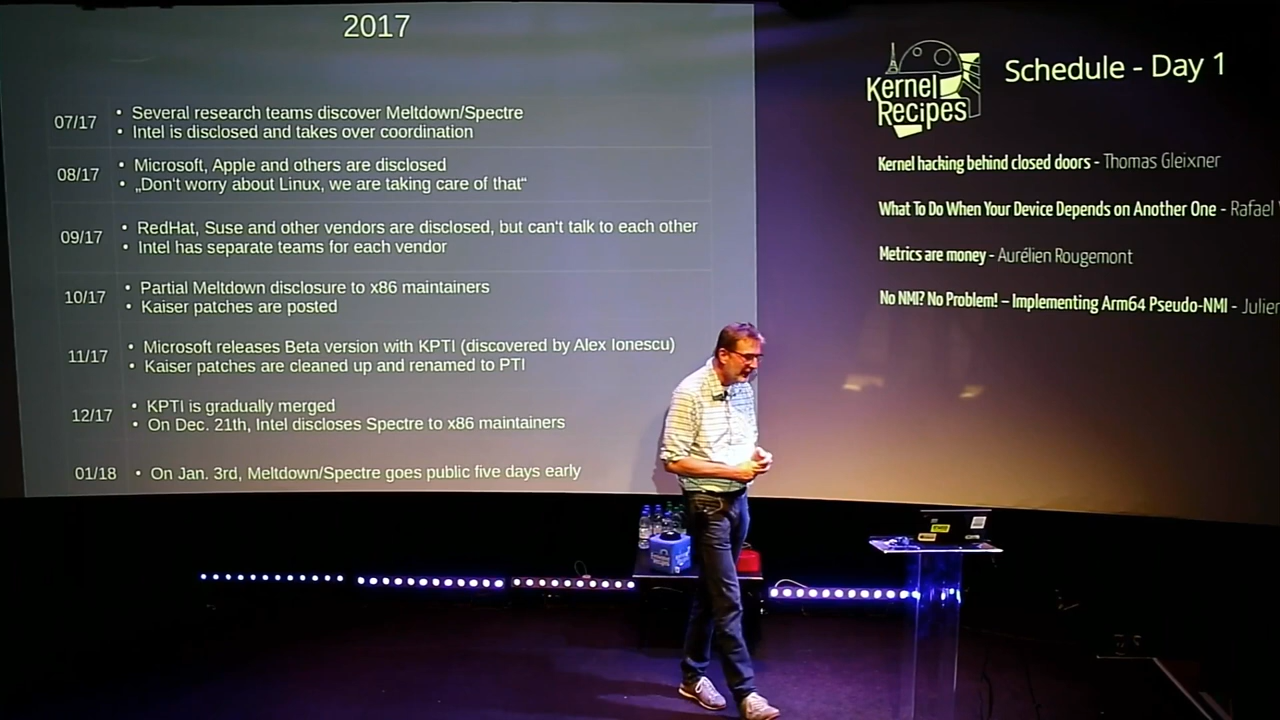 2017
07/17
• Several research teams discover Meltdown/Spectre
• Intel is disclosed and takes over coordination
08/17
• Microsoft, Apple and others are disclosed
• „Don't worry about Linux, we are taking care of that“
09/17
• RedHat, Suse and other vendors are disclosed, but can't talk to each other
• Intel has separate teams for each vendor
10/17
• Partial Meltdown disclosure to x86 maintainers
• Kaiser patches are posted
11/17
• Microsoft releases Beta version with KPTI (discovered by Alex Ionescu)
• Kaiser patches are cleaned up and renamed to PTI
12/17
• KPTI is gradually merged
• On Dec. 21th, Intel discloses Spectre to x86 maintainers
01/18
• On Jan. 3rd, Meltdown/Spectre goes public five days early
Kernel
Recipes
Schedule - Day 1
Kernel hacking behind closed doors - Thomas Gleixner
What To Do When Your Device Depends on Another One - Rafael
Metrics are money - Aurélien Rougemont
No NMI? No Problem! – Implementing Arm64 Pseudo-NMI - Julien